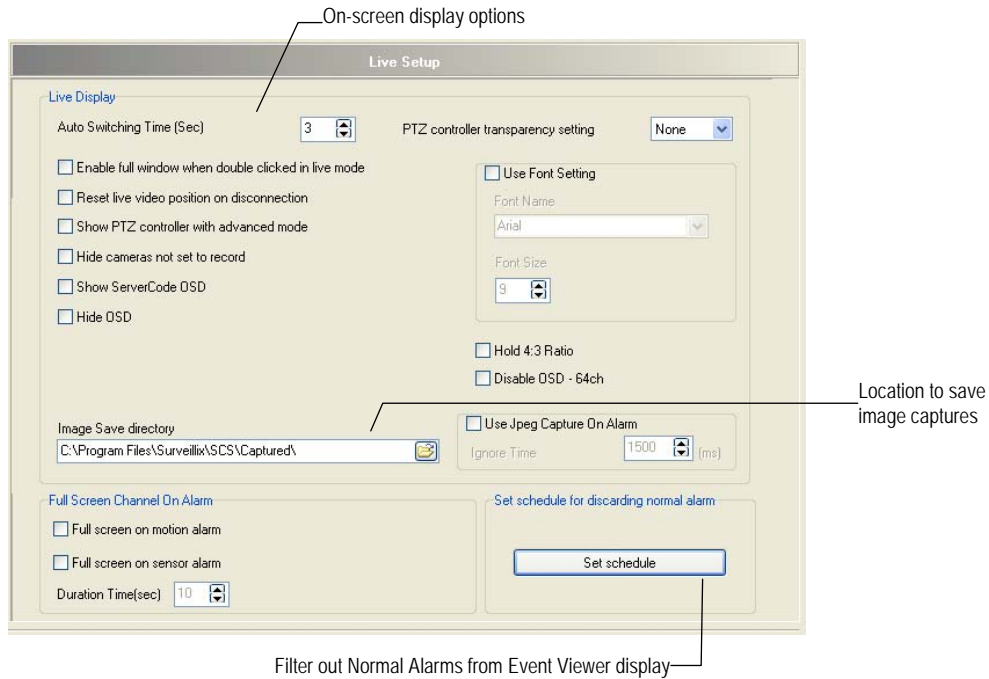 On-screen display options
Live Setup
Live Display
Auto Switching Time (Sec)
3
PTZ controller transparency setting
None
Enable full window when double clicked in live mode
Reset live video position on disconnection
Show PTZ controller with advanced mode
Hide cameras not set to record
Show ServerCode OSD
Hide OSD
Use Font Setting
Font Name
Arial
Font Size
9
Hold 4:3 Ratio
Disable OSD - 64ch
Location to save
image captures
Image Save directory
C:\Program Files\Surveillix\SCS\Captured\
Use Jpeg Capture On Alarm
Ignore Time
1500
(ms)
Full Screen Channel On Alarm
Full screen on motion alarm
Full screen on sensor alarm
Duration Time(sec)
10
Set schedule for discarding normal alarm
Set schedule
Filter out Normal Alarms from Event Viewer display